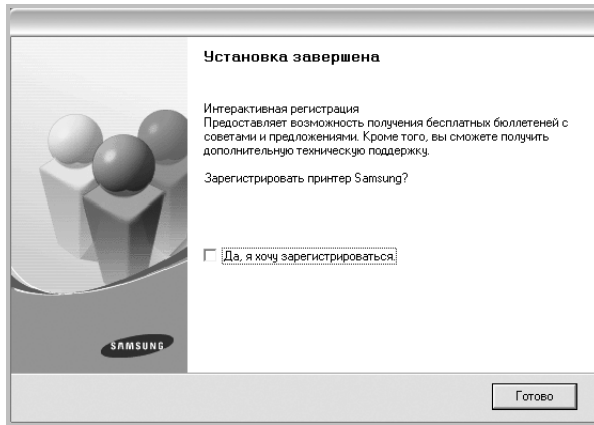 Установка завершена
Интерактивная регистрация
Предоставляет возможность получения бесплатных бюллетеней с
советами и предложениями. Кроме того, вы сможете получить
дополнительную техническую поддержку.
Зарегистрировать принтер Samsung?
Да, я хочу зарегистрироваться.
SAMSUNG
Готово